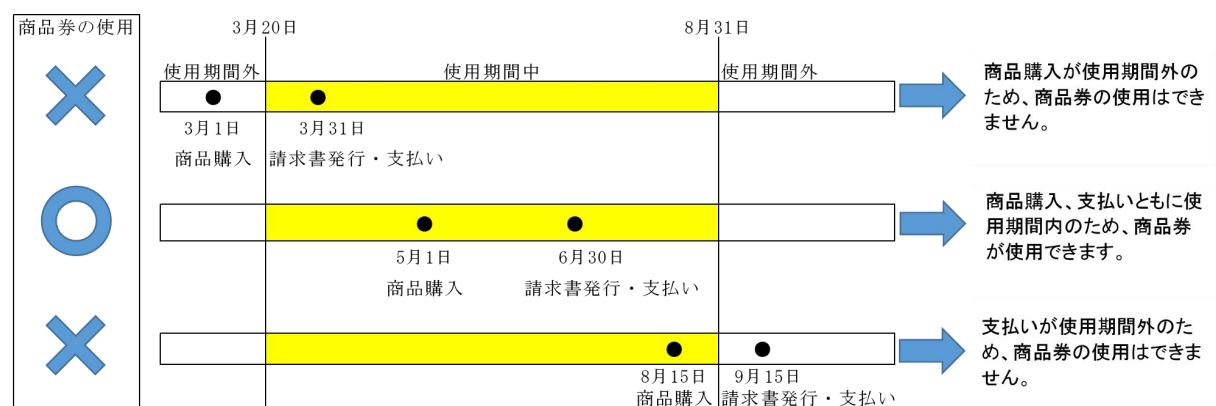 商品券の使用
3月20日
8月31日
使用期間外
使用期間中
使用期間外
3月1日
3月31日
商品購入
請求書発行・支払い
商品購入が使用期間外の
ため、商品券の使用はでき
ません。
5月1日
6月30日
商品購入
請求書発行・支払い
商品購入、支払いともに使
用期間内のため、商品券
が使用できます。
8月15日
9月15日
商品購入
請求書発行・支払い
支払いが使用期間外のた
め、商品券の使用はできま
せん。